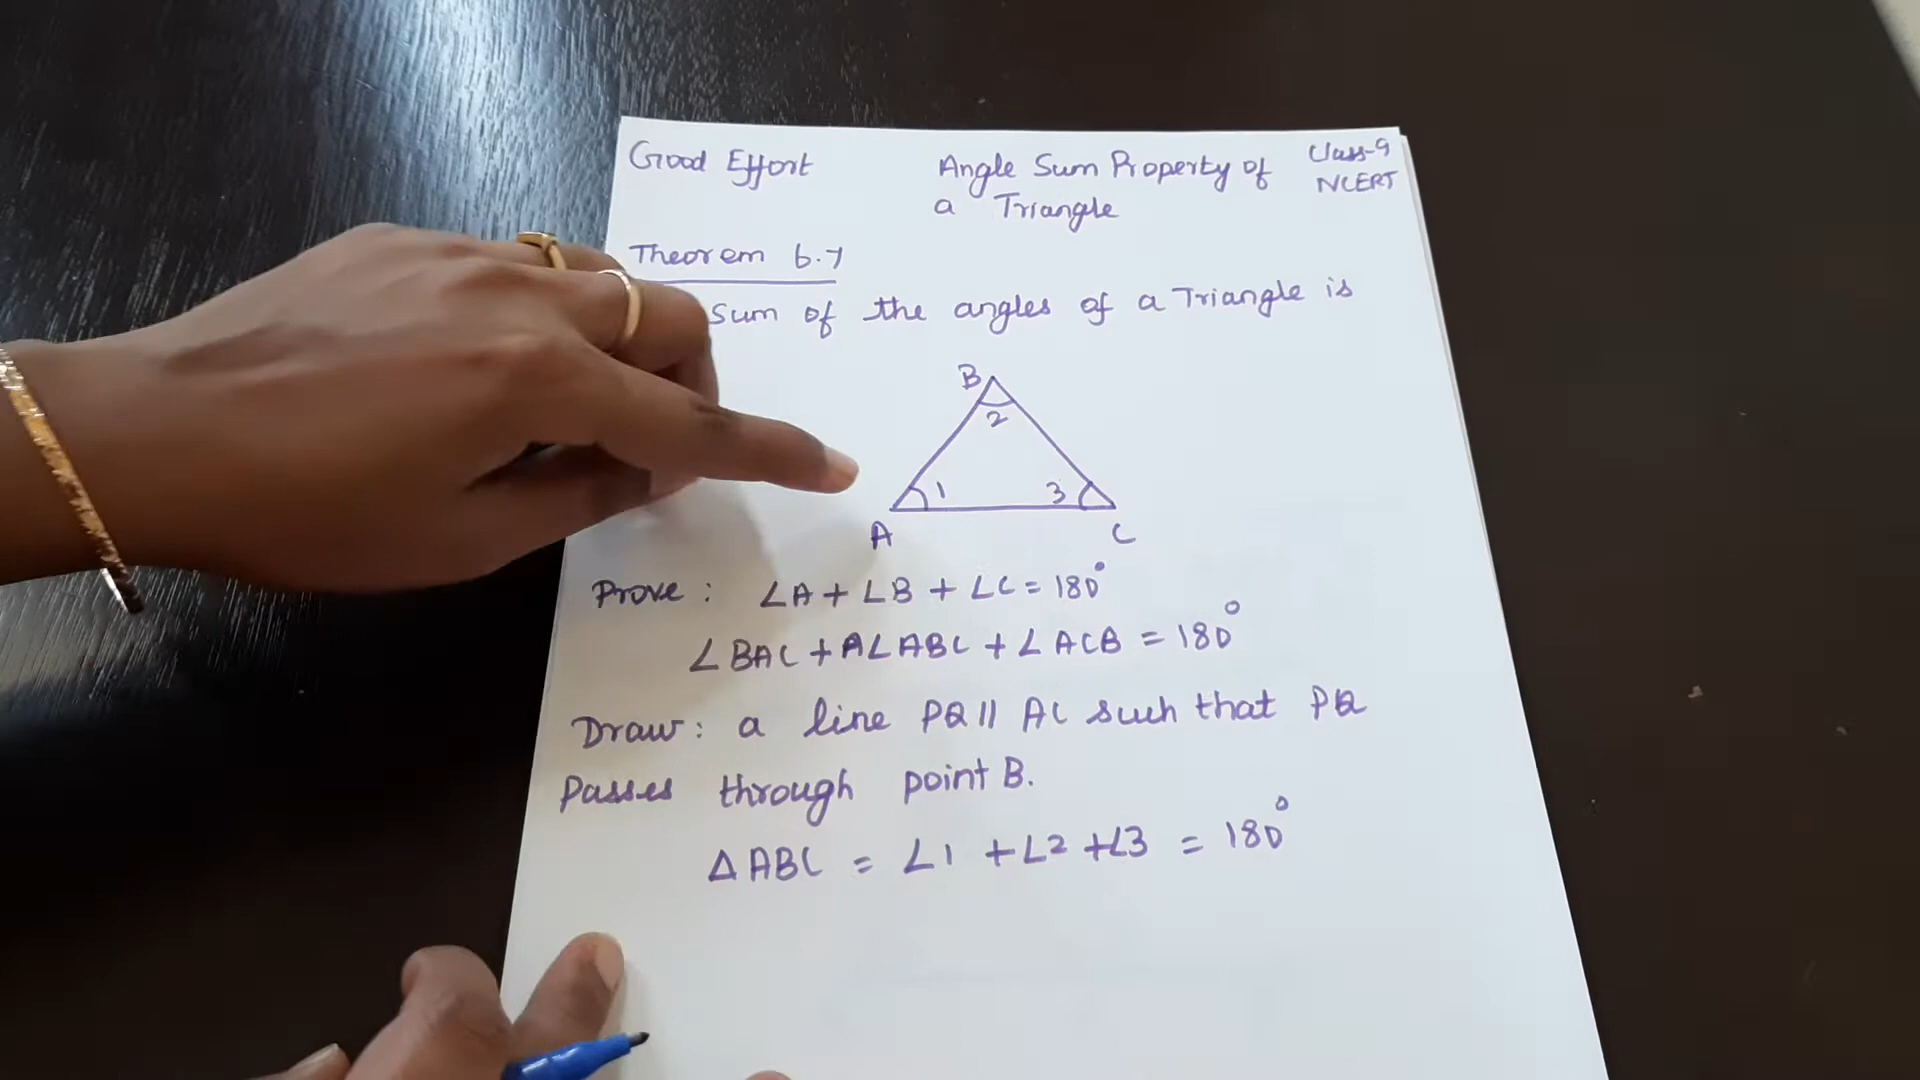 Good Effort
Angle Sum Property of
a Triangle
Class-9
NCERT
Theorem 6.7
Sum of the angles of a Triangle is
B
2
1
3
A
C
Prove: ∠A + ∠B + ∠C = 180°
∠BAC + A∠ABC + ∠ACB = 180°
Draw: a line PQ || AC such that PQ
Passes through point B.
△ABC = ∠1 + ∠2 + ∠3 = 180°